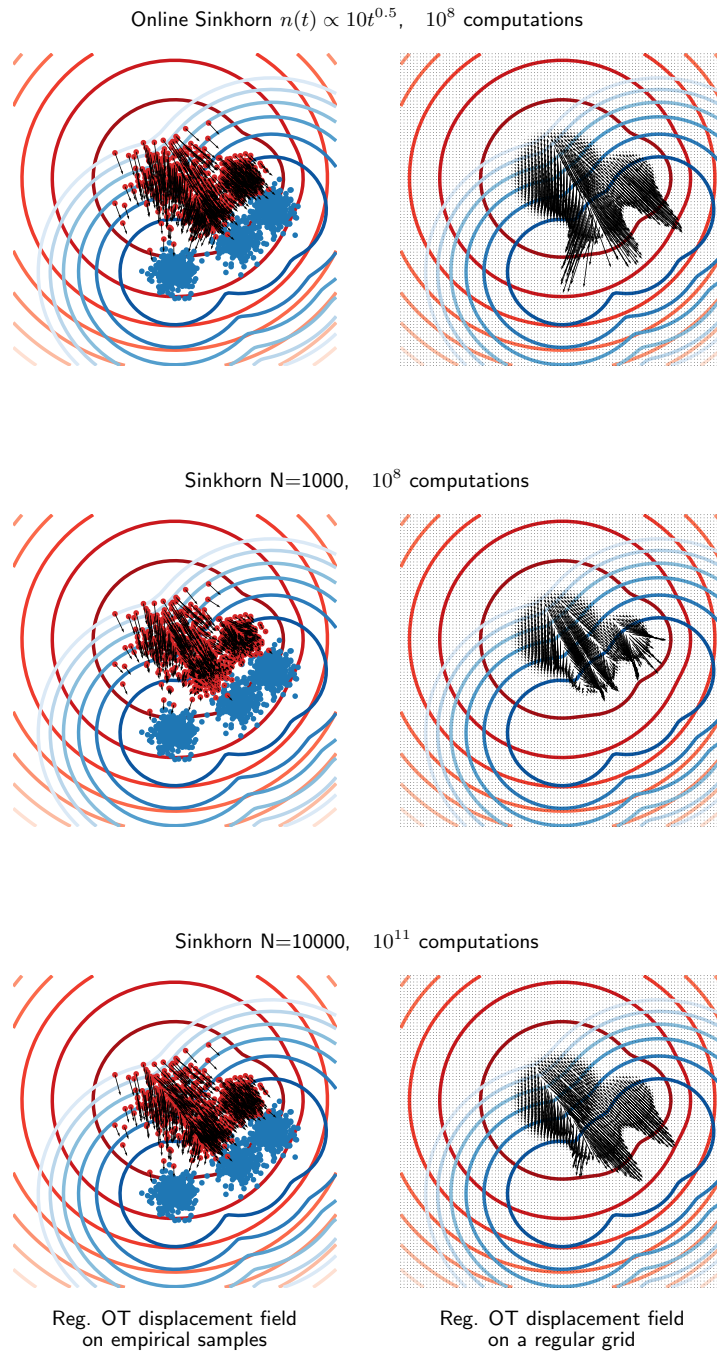 Online Sinkhorn n(t) ∝ 10t^0.5, 10^8 computations
Sinkhorn N=1000, 10^8 computations
Sinkhorn N=10000, 10^11 computations
Reg. OT displacement field
on empirical samples
Reg. OT displacement field
on a regular grid